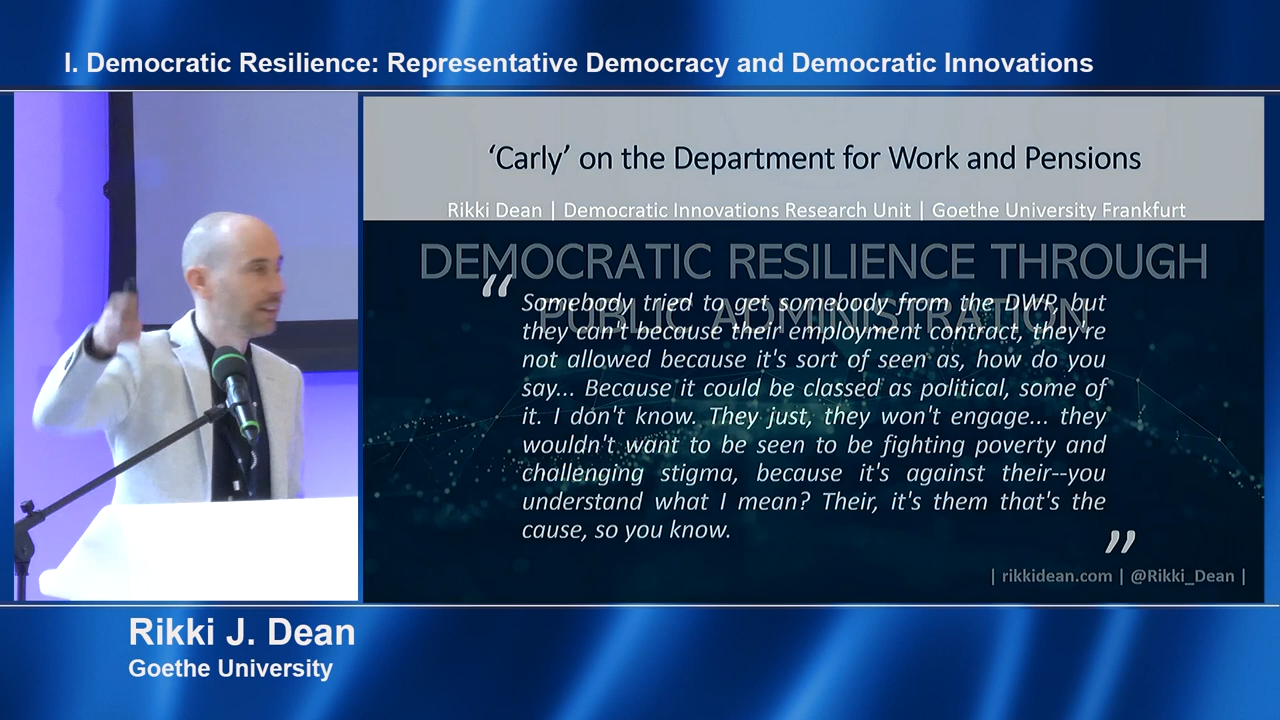 I. Democratic Resilience: Representative Democracy and Democratic Innovations
‘Carly’ on the Department for Work and Pensions
Rikki Dean | Democratic Innovations Research Unit | Goethe University Frankfurt
DEMOCRATIC RESILIENCE THROUGH
PUBLIC ADMINISTRATION
“
Somebody tried to get somebody from the DWP, but
they can't because their employment contract, they're
not allowed because it's sort of seen as, how do you
say... Because it could be classed as political, some of
it. I don't know. They just, they won't engage... they
wouldn't want to be seen to be fighting poverty and
challenging stigma, because it's against their--you
understand what I mean? Their, it's them that's the
cause, so you know.
”
| rikkidean.com | @Rikki_Dean |
Rikki J. Dean
Goethe University